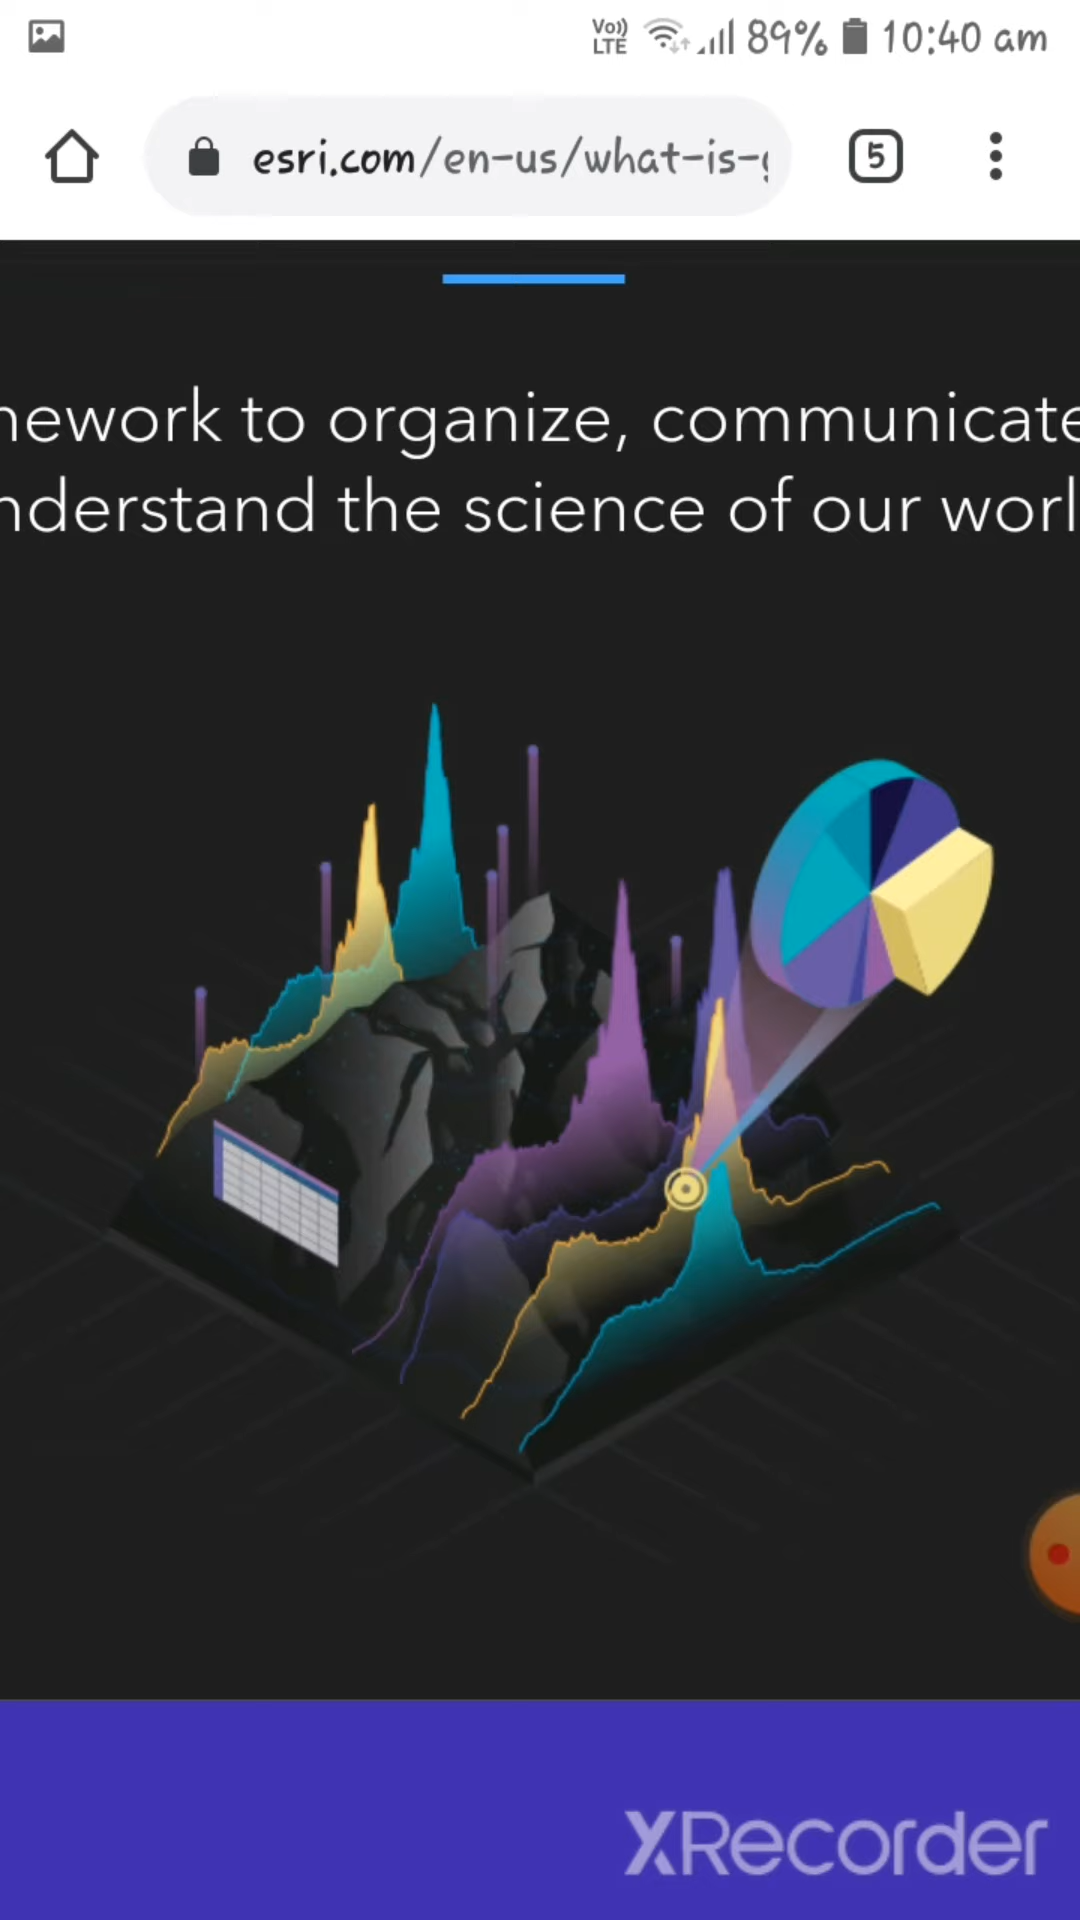 Vo)) LTE 89% 10:40 am
esri.com/en-us/what-is-
5
nework to organize, communicate
nderstand the science of our worl
XRecorder